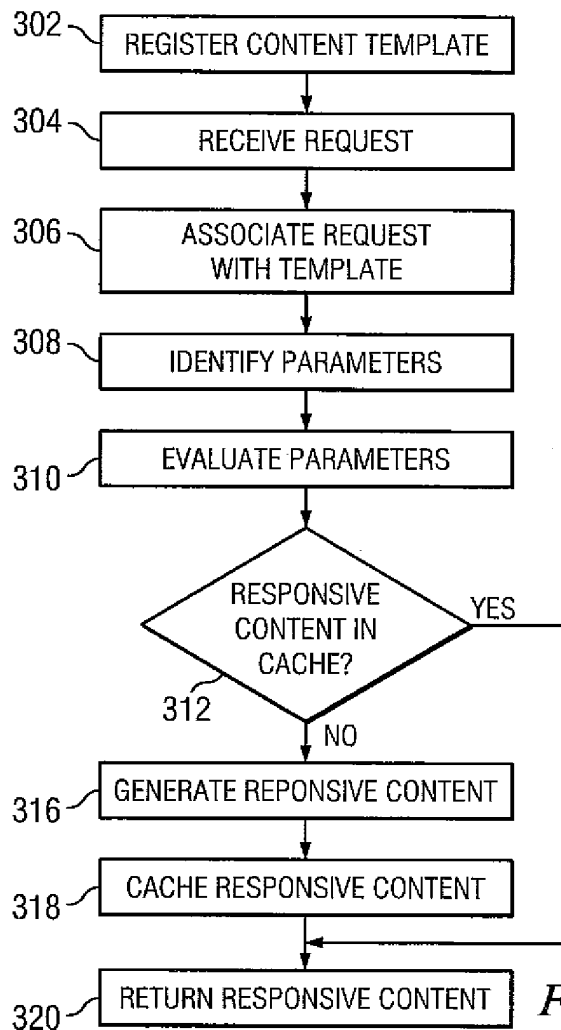 302
REGISTER CONTENT TEMPLATE
304
RECEIVE REQUEST
306
ASSOCIATE REQUEST
WITH TEMPLATE
308
IDENTIFY PARAMETERS
310
EVALUATE PARAMETERS
RESPONSIVE
CONTENT IN
CACHE?
YES
312
NO
316
GENERATE REPONSIVE CONTENT
318
CACHE RESPONSIVE CONTENT
320
RETURN RESPONSIVE CONTENT
F